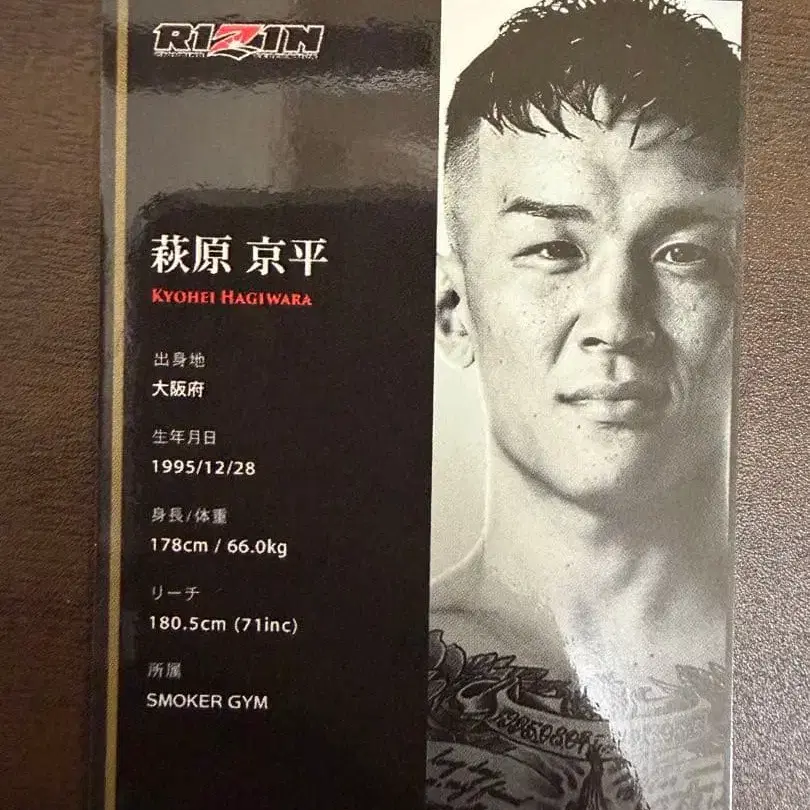 RIZIN
萩原 京平
KYOHEI HAGIWARA
出身地
大阪府
生年月日
1995/12/28
身長/体重
178cm / 66.0kg
リーチ
180.5cm (71inc)
所属
SMOKER GYM